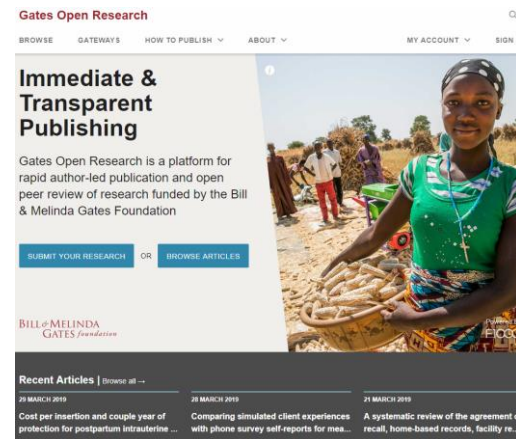 Gates Open Research
BROWSE GATEWAYS HOW TO PUBLISH ABOUT MY ACCOUNT SIGN
Immediate &
Transparent
Publishing
Gates Open Research is a platform for
rapid author-led publication and open
peer review of research funded by the Bill
& Melinda Gates Foundation
SUBMIT YOUR RESEARCH OR BROWSE ARTICLES
BILL & MELINDA
GATES foundation
Recent Articles | Browse all →
29 MARCH 2019
Cost per insertion and couple year of
protection for postpartum intrauterine ...
28 MARCH 2019
Comparing simulated client experiences
with phone survey self-reports for mea...
21 MARCH 2019
A systematic review of the agreement o
recall, home-based records, facility re...